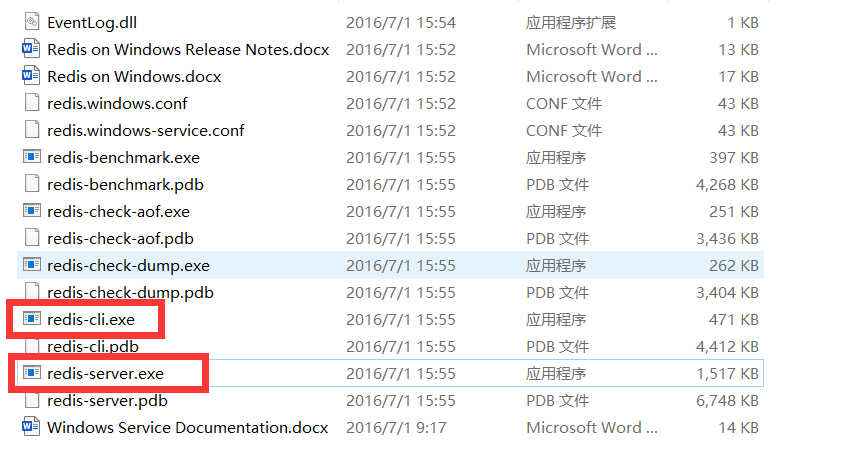 EventLog.dll 2016/7/1 15:54 应用程序扩展 1 KB
Redis on Windows Release Notes.docx 2016/7/1 15:52 Microsoft Word ... 13 KB
Redis on Windows.docx 2016/7/1 15:52 Microsoft Word ... 17 KB
redis.windows.conf 2016/7/1 15:52 CONF 文件 43 KB
redis.windows-service.conf 2016/7/1 15:52 CONF 文件 43 KB
redis-benchmark.exe 2016/7/1 15:55 应用程序 397 KB
redis-benchmark.pdb 2016/7/1 15:55 PDB 文件 4,268 KB
redis-check-aof.exe 2016/7/1 15:55 应用程序 251 KB
redis-check-aof.pdb 2016/7/1 15:55 PDB 文件 3,436 KB
redis-check-dump.exe 2016/7/1 15:55 应用程序 262 KB
redis-check-dump.pdb 2016/7/1 15:55 PDB 文件 3,404 KB
redis-cli.exe 2016/7/1 15:55 应用程序 471 KB
redis-cli.pdb 2016/7/1 15:55 PDB 文件 4,412 KB
redis-server.exe 2016/7/1 15:55 应用程序 1,517 KB
redis-server.pdb 2016/7/1 15:55 PDB 文件 6,748 KB
Windows Service Documentation.docx 2016/7/1 9:17 Microsoft Word ... 14 KB